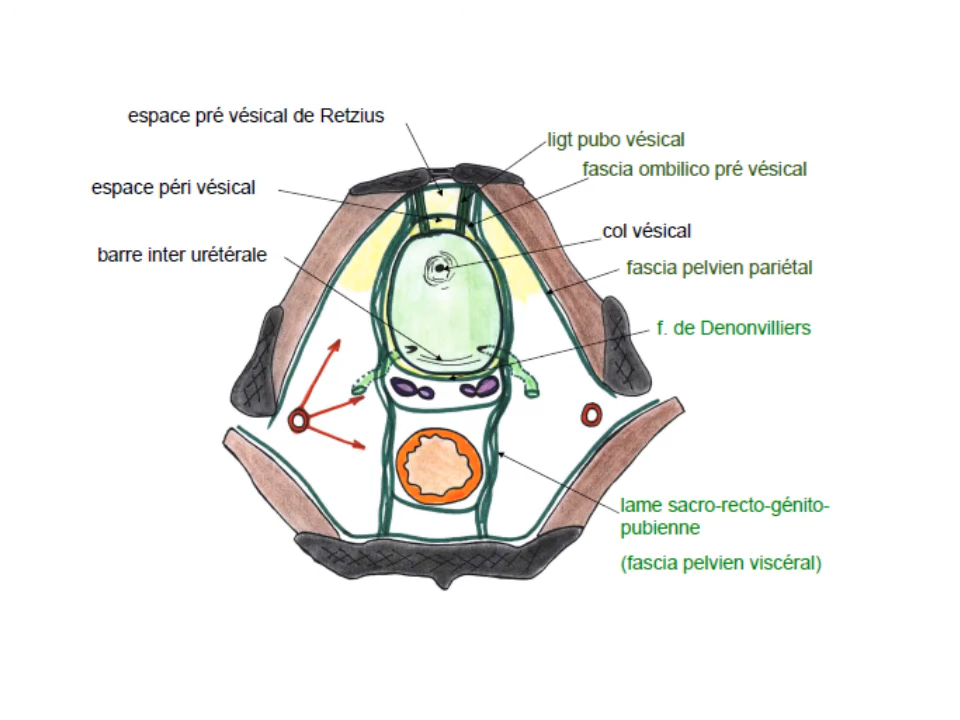 espace pré vésical de Retzius
ligt pubo vésical
fascia ombilico pré vésical
espace péri vésical
col vésical
barre inter urétérale
fascia pelvien pariétal
f. de Denonvilliers
lame sacro-recto-génito-
pubienne
(fascia pelvien viscéral)